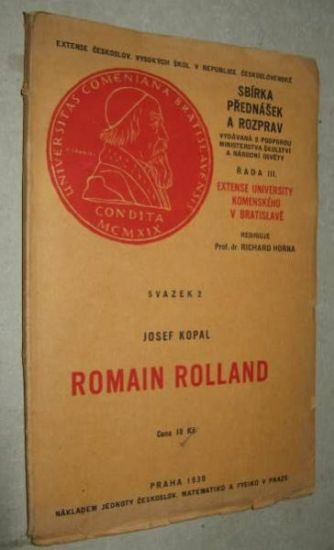 EXTENSE ČESKOSLOV. VYSOKÝCH ŠKOL V REPUBLICE ČESKOSLOVENSKÉ
UNIVERSITAS COMENIANA BRATISLAVENSIS
CONDITA
MCMXIX
SBÍRKA
PŘEDNÁŠEK
A ROZPRAV
VYDÁVANÁ S PODPOROU
MINISTERSTVA ŠKOLSTVÍ
A NÁRODNÍ OSVĚTY
ŘADA III.
EXTENSE UNIVERSITY
KOMENSKÉHO
V BRATISLAVĚ
REDIGUJE
Prof. dr. RICHARD HORNA
SVAZEK 2
JOSEF KOPAL
ROMAIN ROLLAND
Cena 10 Kč
PRAHA 1930
NÁKLADEM JEDNOTY ČESKOSLOV. MATEMATIKŮ A FYSIKŮ V PRAZE